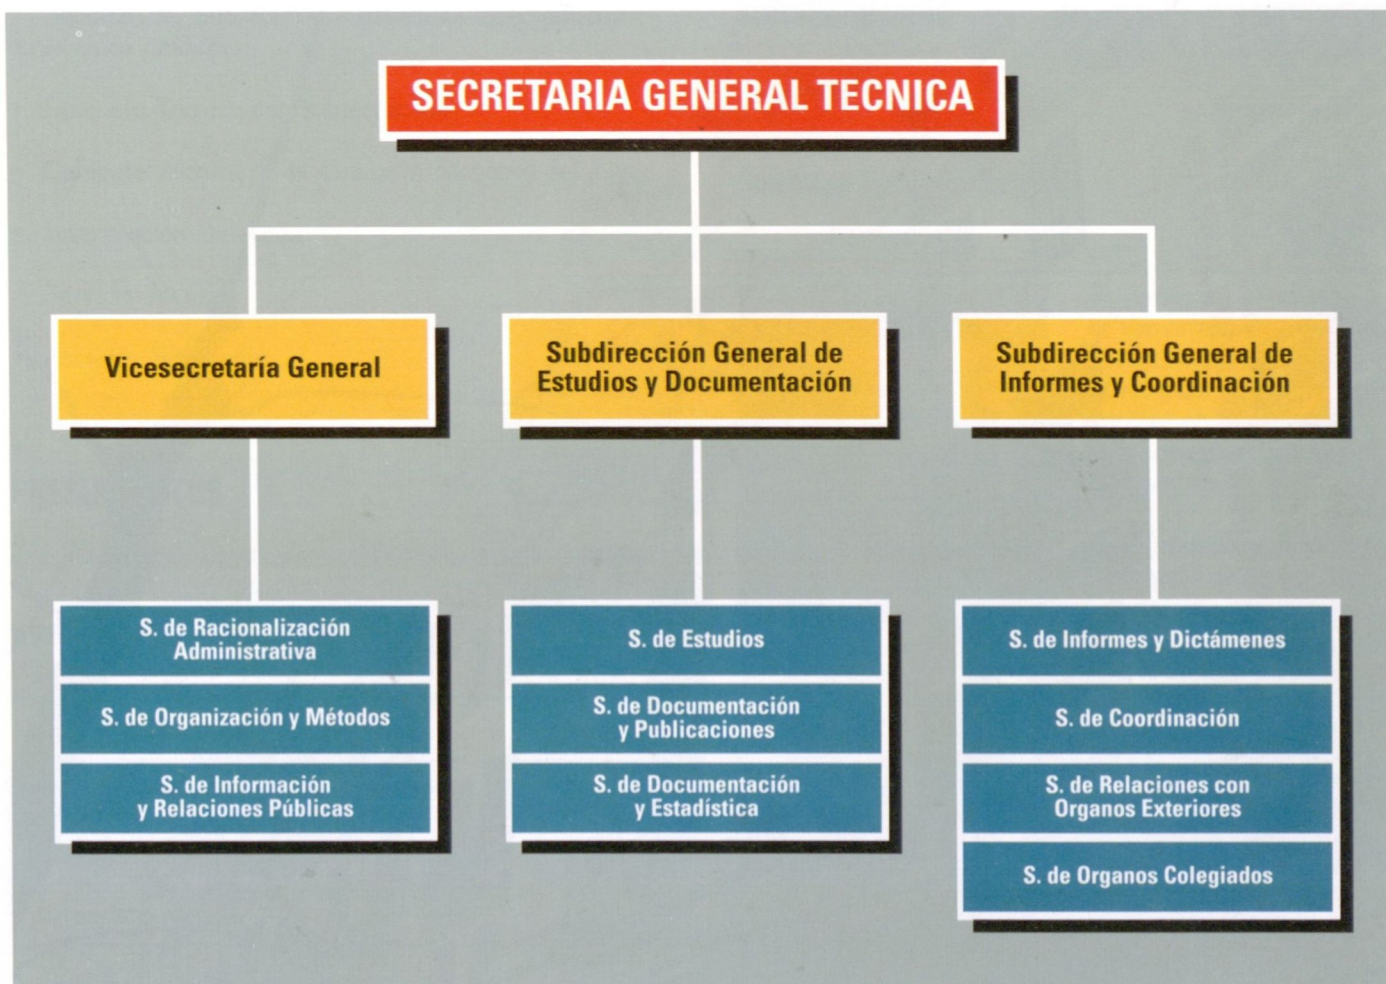 SECRETARIA GENERAL TECNICA
Vicesecretaría General
Subdirección General de
Estudios y Documentación
Subdirección General de
Informes y Coordinación
S. de Racionalización
Administrativa
S. de Organización y Métodos
S. de Información
y Relaciones Públicas
S. de Estudios
S. de Documentación
y Publicaciones
S. de Documentación
y Estadística
S. de Informes y Dictámenes
S. de Coordinación
S. de Relaciones con
Organos Exteriores
S. de Organos Colegiados